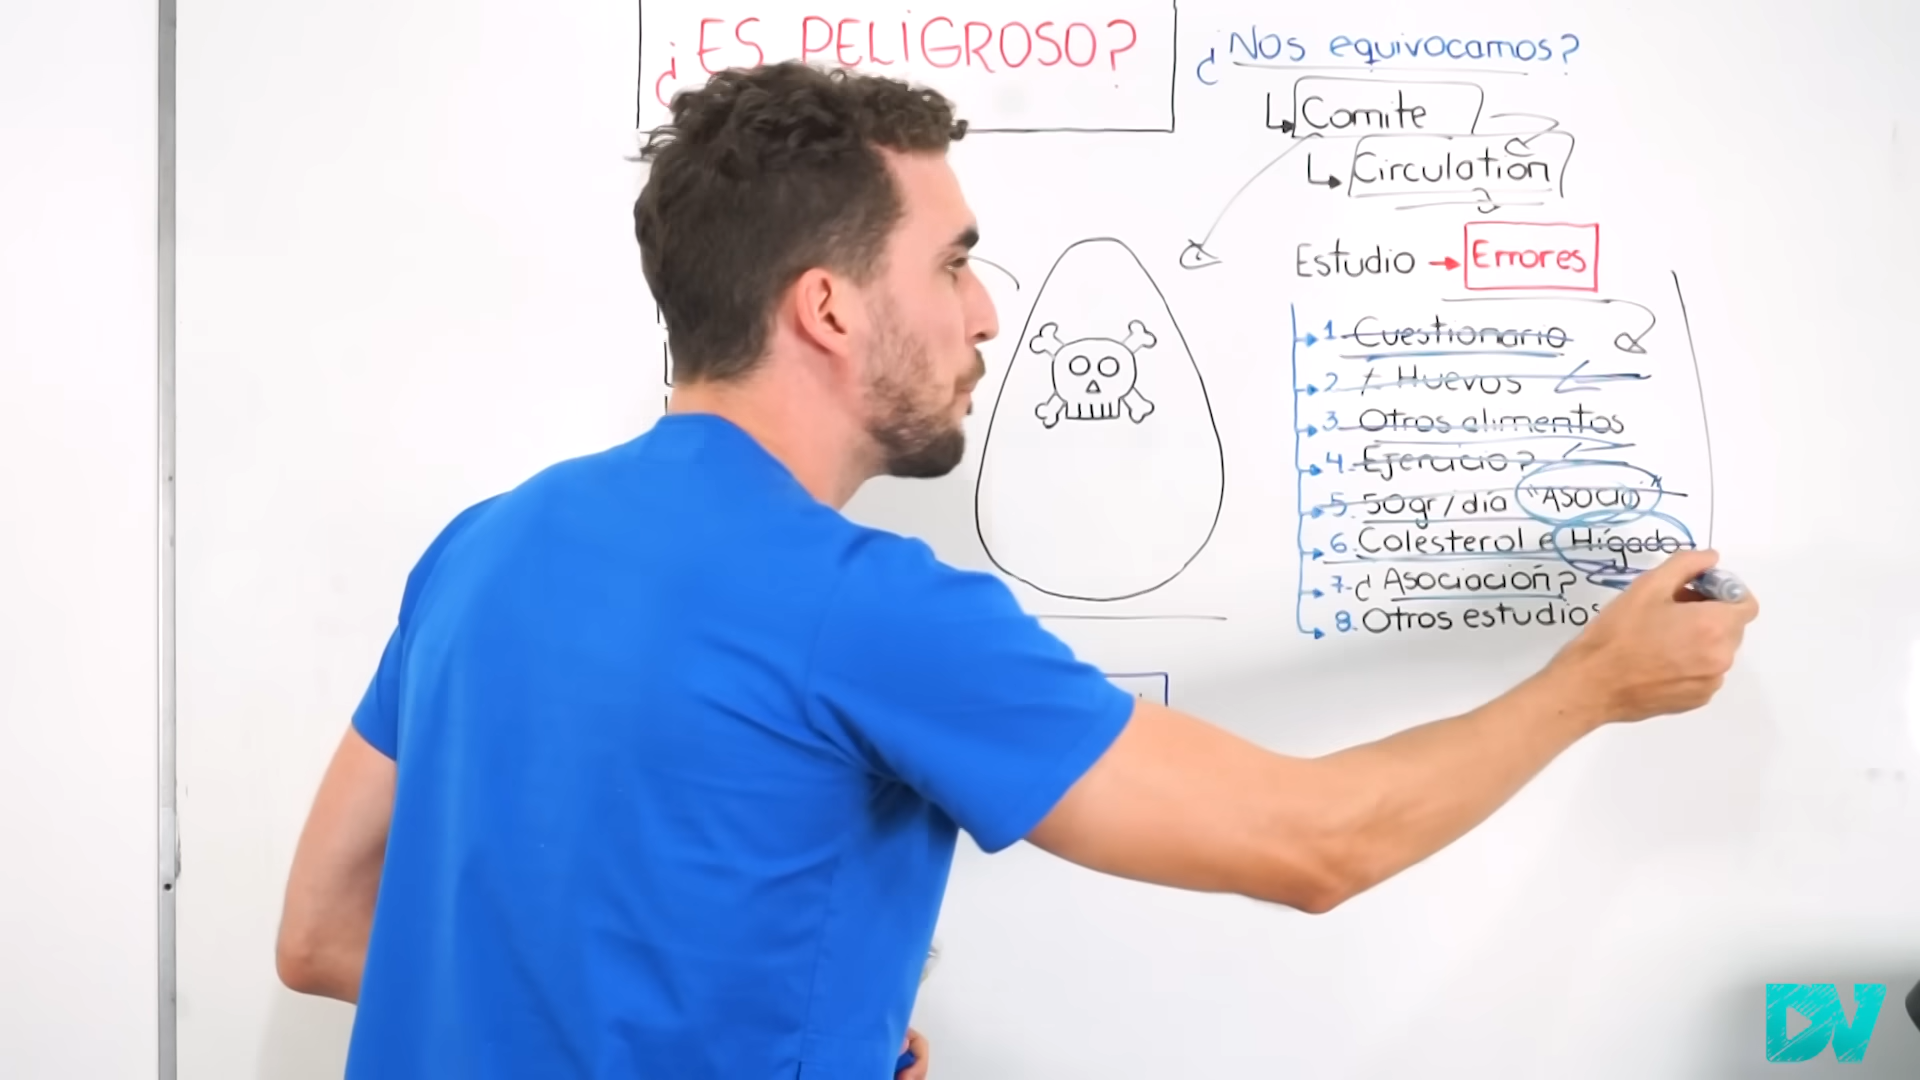 ¿ES PELIGROSO?
¿Nos equivocamos?
Comite
Circulation
Estudio → Errores
1. Cuestionario
2. Huevos
3. Otros alimentos
4. Ejercicio?
5. 50gr/día "ASOCIO"
6. Colesterol e Hígado
7. ¿Asociación?
8. Otros estudios
DV